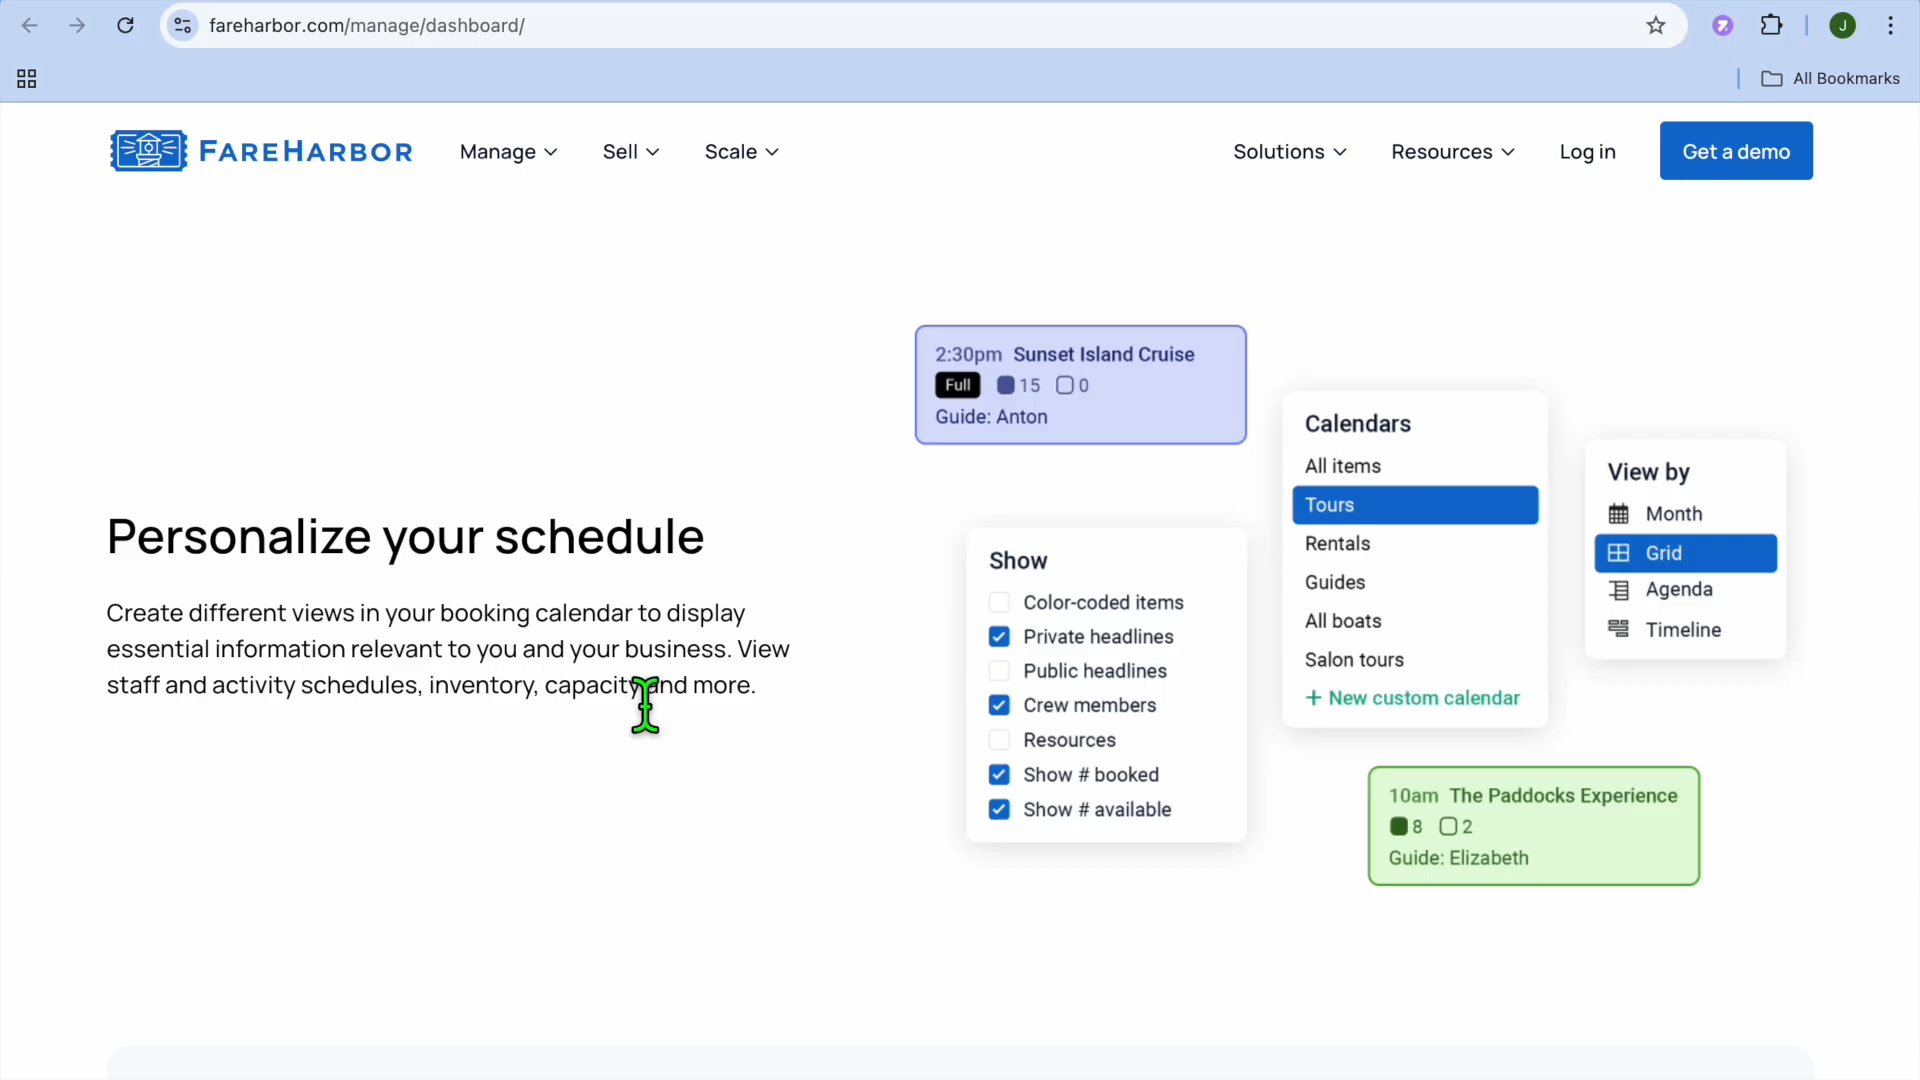 fareharbor.com/manage/dashboard/
J
All Bookmarks
FAREHARBOR
Manage
Sell
Scale
Solutions
Resources
Log in
Get a demo
Personalize your schedule
Create different views in your booking calendar to display
essential information relevant to you and your business. View
staff and activity schedules, inventory, capacity and more.
2:30pm Sunset Island Cruise
Full 15 0
Guide: Anton
Show
Color-coded items
Private headlines
Public headlines
Crew members
Resources
Show # booked
Show # available
Calendars
All items
Tours
Rentals
Guides
All boats
Salon tours
+ New custom calendar
View by
Month
Grid
Agenda
Timeline
10am The Paddocks Experience
8 2
Guide: Elizabeth